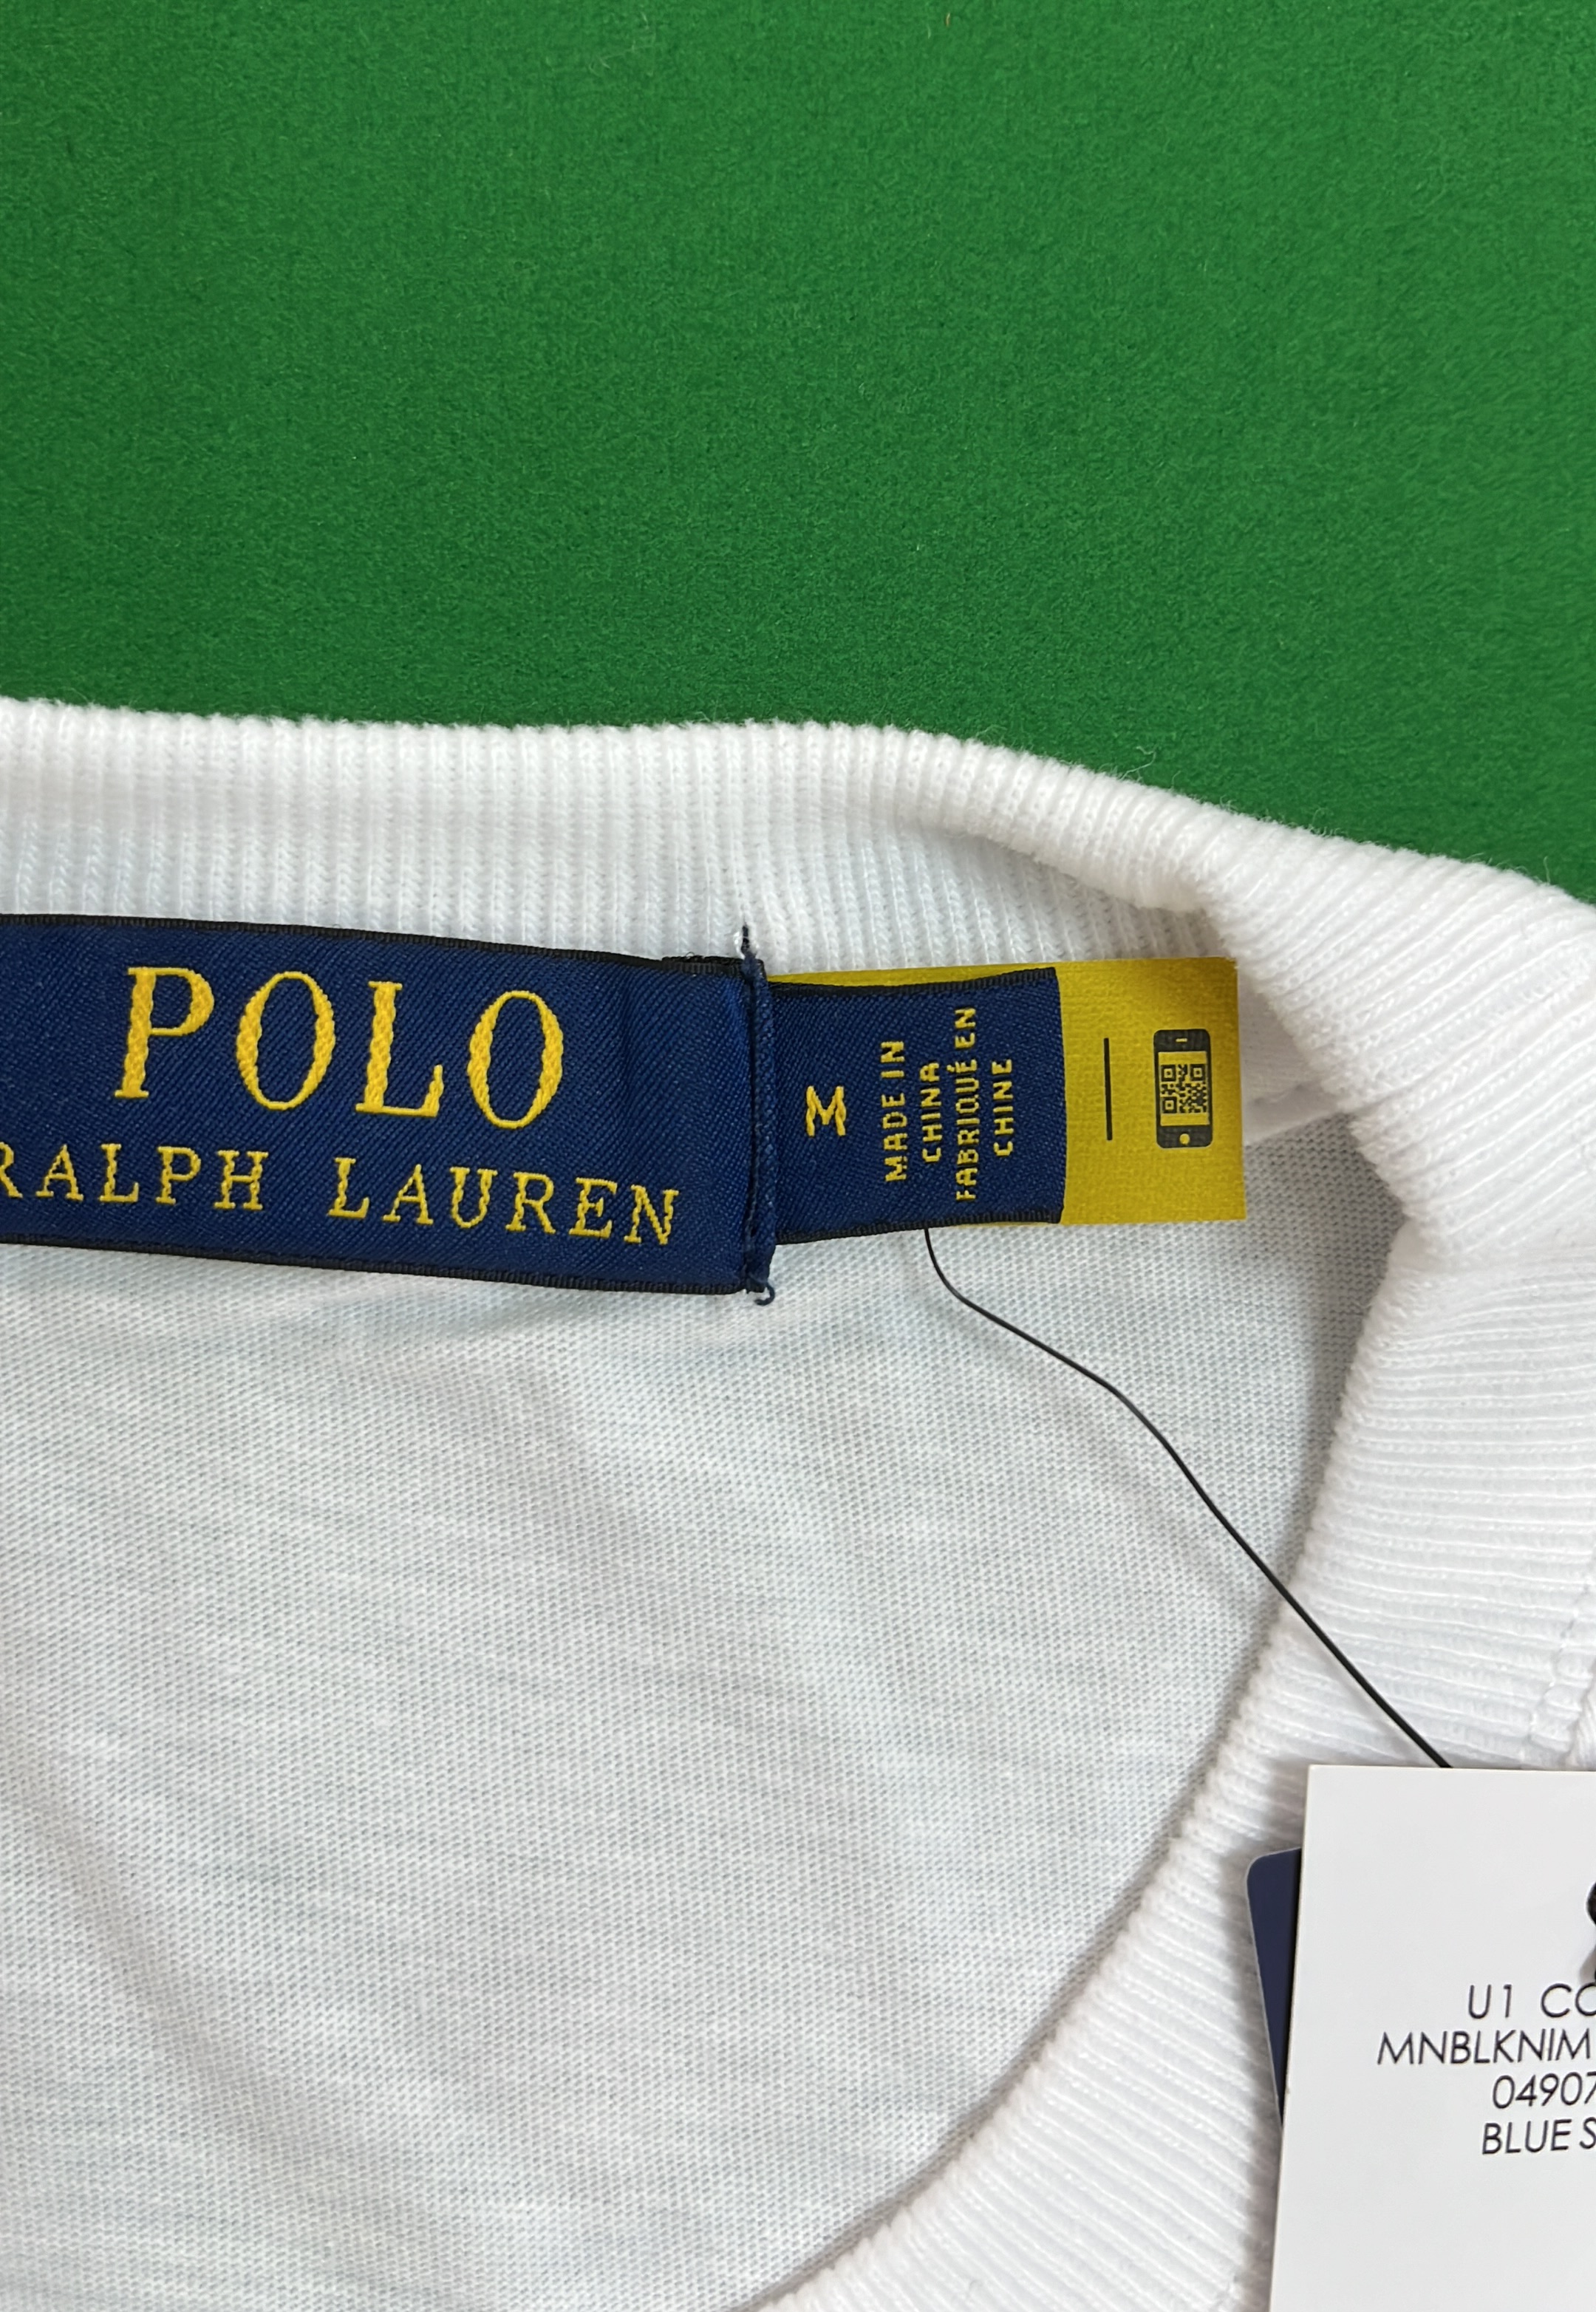 POLO
RALPH LAUREN
M
MADE IN
CHINA
FABRIQUÉ EN
CHINE
U1 CO
MNBLKNIM
04907
BLUE S